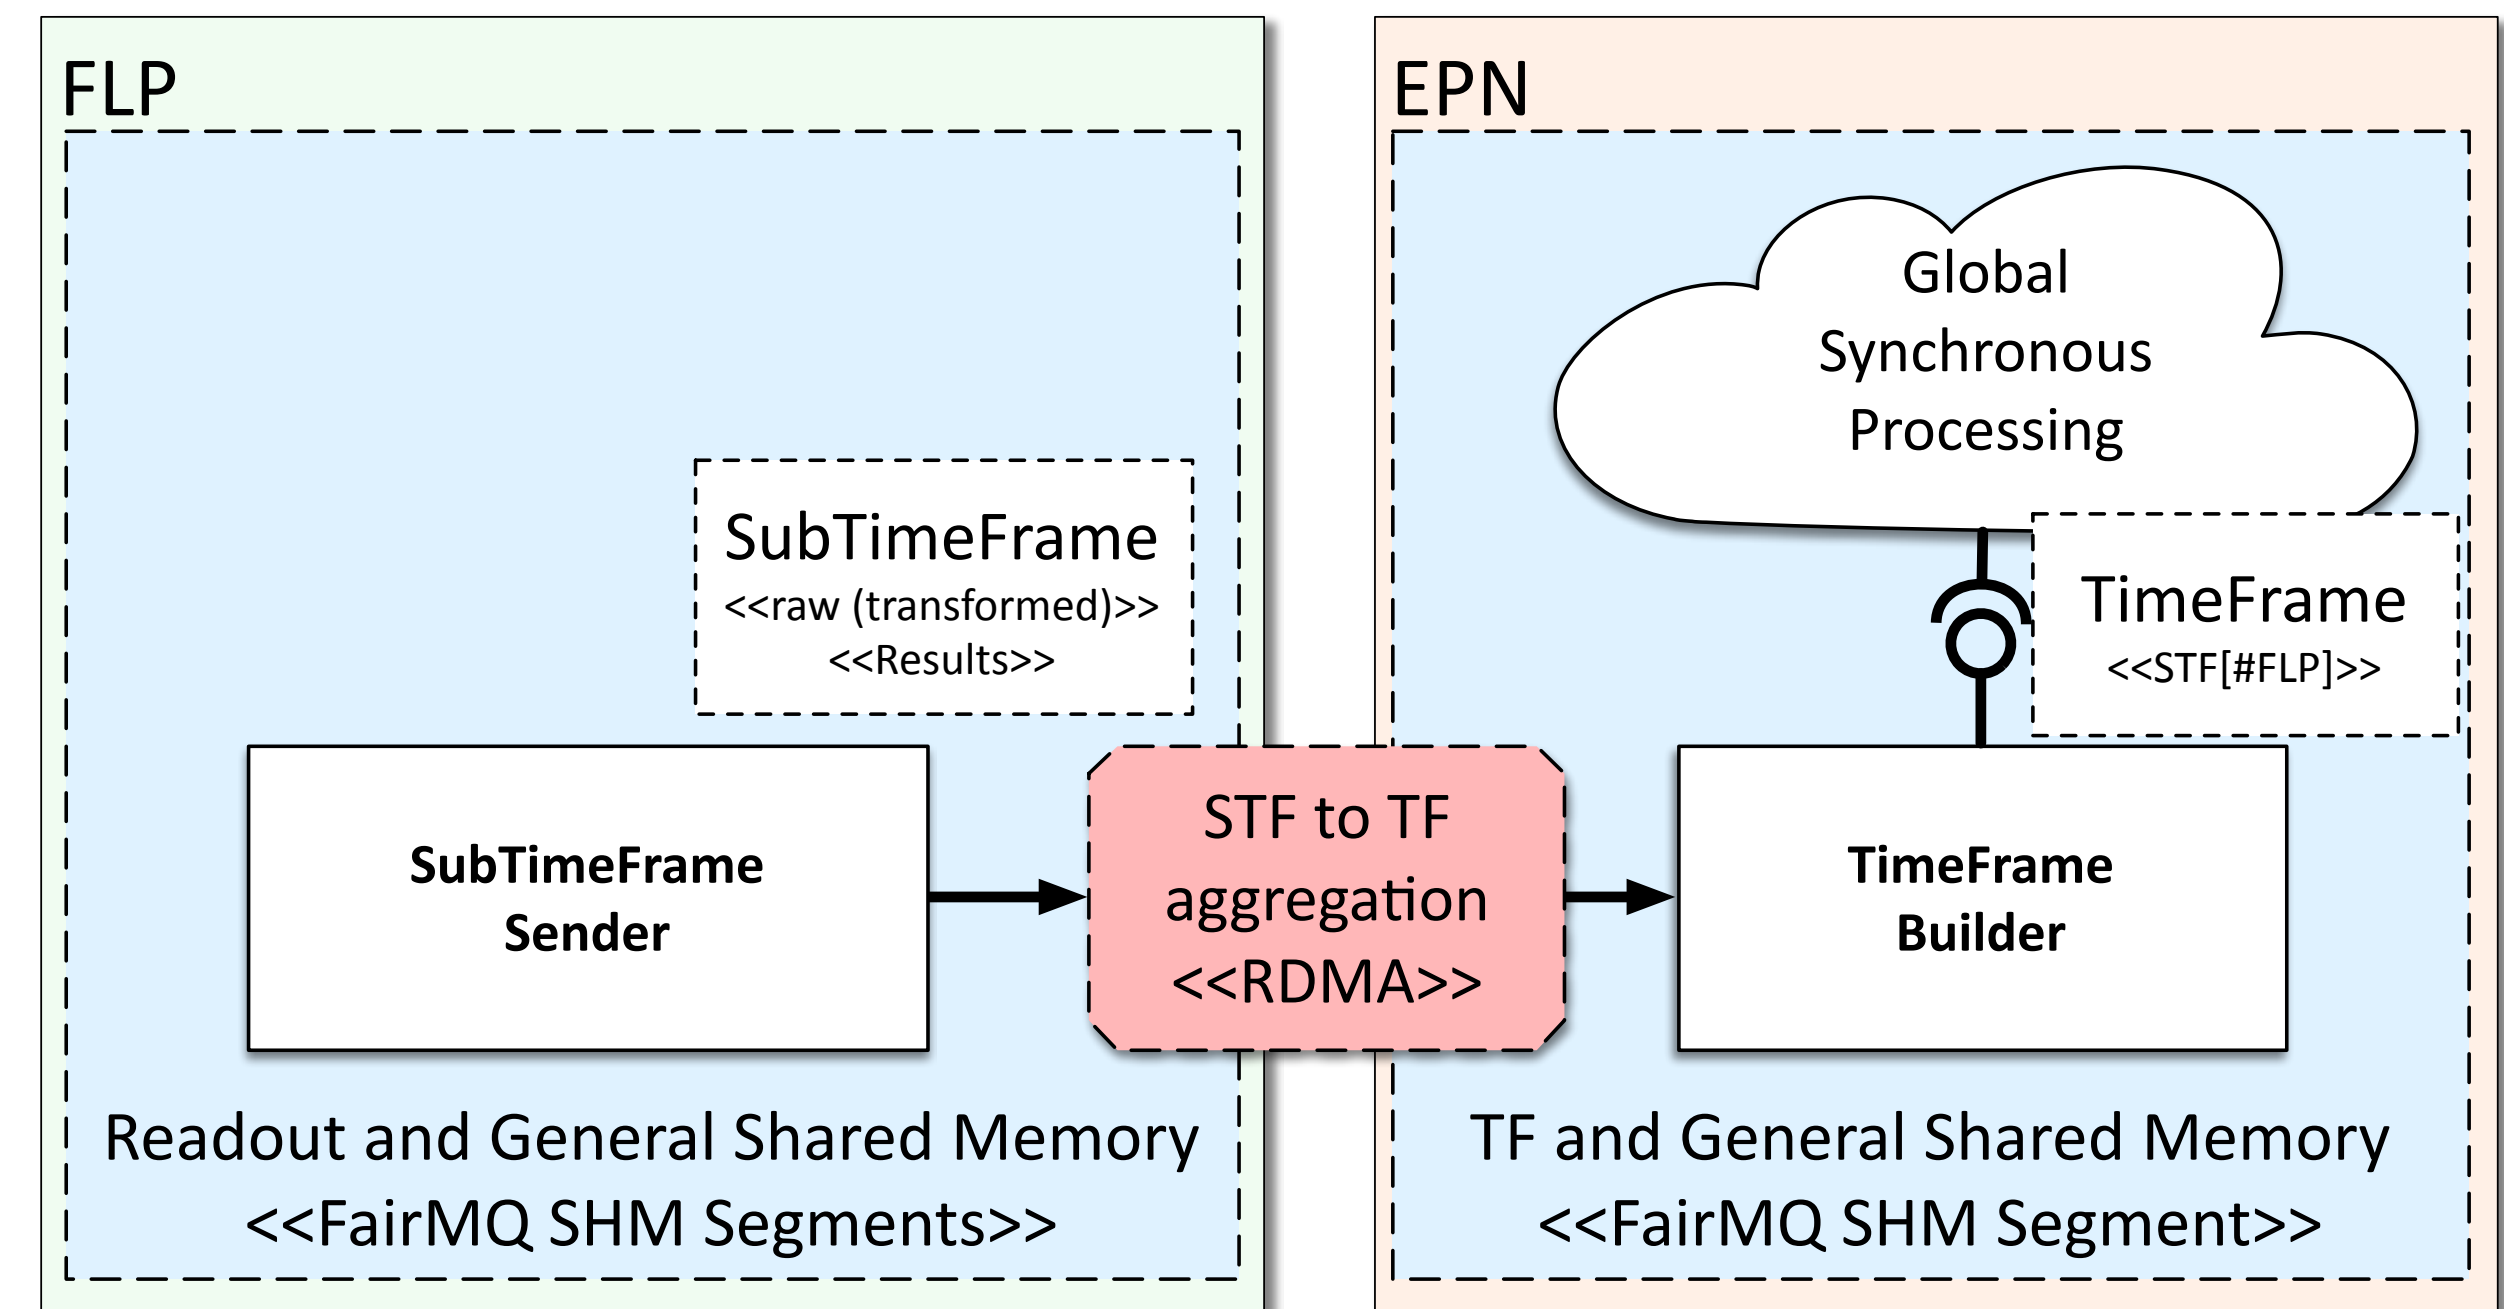 FLP
SubTimeFrame
<<raw (transformed)>>
<<Results>>
SubTimeFrame
Sender
STF to TF
aggregation
<<RDMA>>
Readout and General Shared Memory
<<FairMQ SHM Segments>>
EPN
Global
Synchronous
Processing
TimeFrame
<<STF[#FLP]>>
TimeFrame
Builder
TF and General Shared Memory
<<FairMQ SHM Segment>>